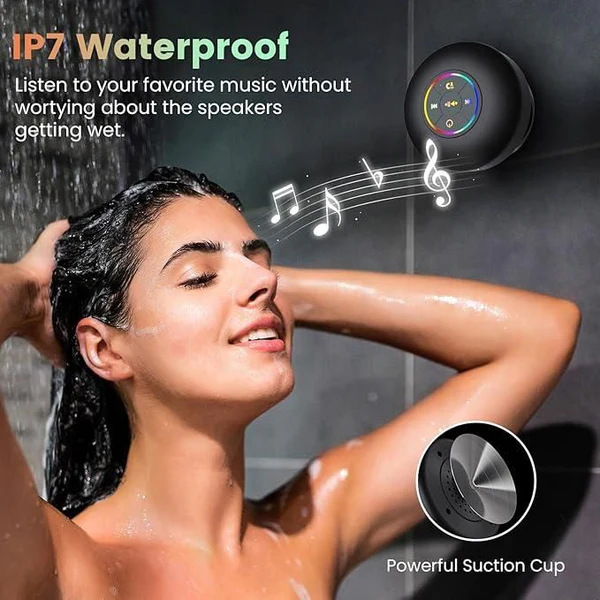 IP7 Waterproof
Listen to your favorite music without
wortying about the speakers
getting wet.
Powerful Suction Cup